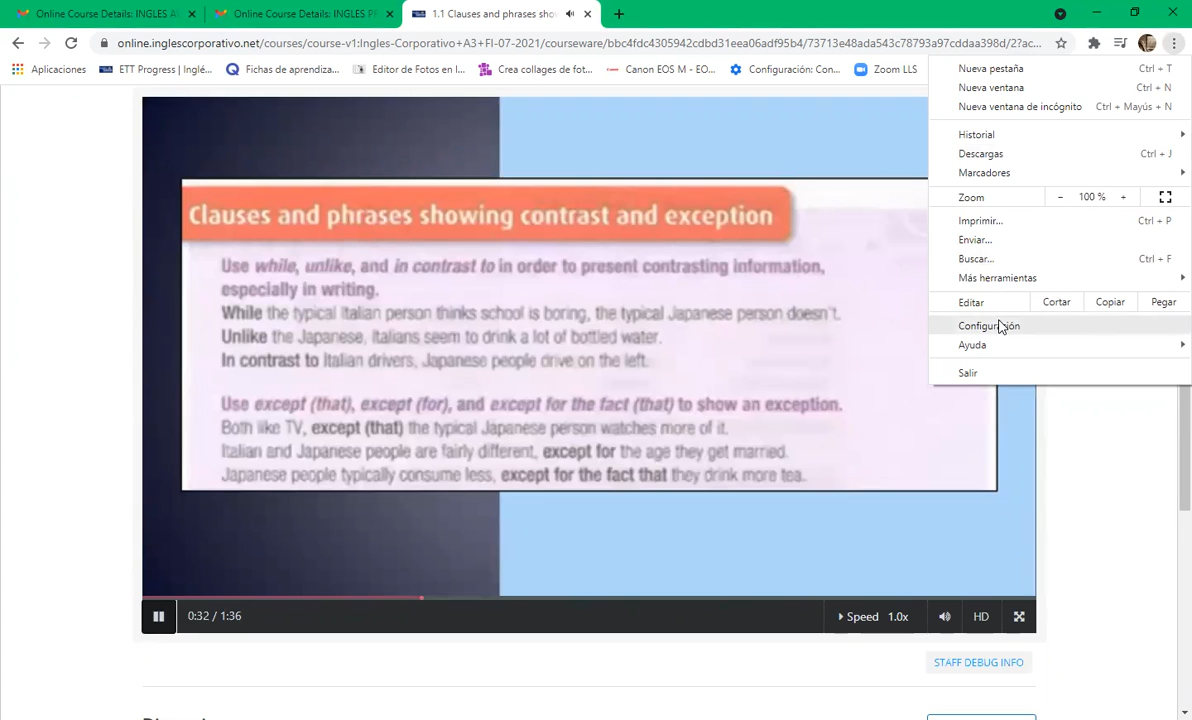 Online Course Details: INGLES A
Online Course Details: INGLES P
1.1 Clauses and phrases sho
online.inglescorporativo.net/courses/course-v1:Ingles-Corporativo+A3+FI-07-2021/courseware/bbc4fdc4305942cdbd31eea06adf95b4/73713e48ada543c78793a97cddaa398d/2?ac...
Aplicaciones
ETT Progress | Inglé...
Fichas de aprendiza...
Editor de Fotos en l...
Crea collages de fot...
Canon EOS M - EO...
Configuración: Con...
Zoom LLS
Nueva pestaña Ctrl + T
Nueva ventana Ctrl + N
Nueva ventana de incógnito Ctrl + Mayús + N
Historial
Descargas Ctrl + J
Marcadores
Zoom − 100 % +
Imprimir... Ctrl + P
Enviar...
Buscar... Ctrl + F
Más herramientas
Editar Cortar Copiar Pegar
Configuración
Ayuda
Salir
Clauses and phrases showing contrast and exception
Use while, unlike, and in contrast to in order to present contrasting information,
especially in writing.
While the typical Italian person thinks school is boring, the typical Japanese person doesn't.
Unlike the Japanese, Italians seem to drink a lot of bottled water.
In contrast to Italian drivers, Japanese people drive on the left.
Use except (that), except (for), and except for the fact (that) to show an exception.
Both like TV, except (that) the typical Japanese person watches more of it.
Italian and Japanese people are fairly different, except for the age they get married.
Japanese people typically consume less, except for the fact that they drink more tea.
0:32 / 1:36
Speed 1.0x
HD
STAFF DEBUG INFO